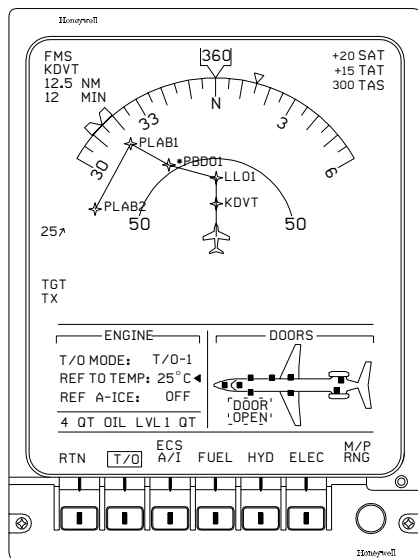 Honeywell
FMS
KDVT
12.5 NM
12 MIN
360
+20 SAT
+15 TAT
300 TAS
N
33
3
30
6
PLAB1
*PBD01
LL01
KDVT
PLAB2
50
50
25↗
TGT
TX
ENGINE
T/O MODE: T/O-1
REF TO TEMP: 25°C◄
REF A-ICE: OFF
4 QT OIL LVL 1 QT
DOORS
DOOR
OPEN
RTN T/O ECS A/I FUEL HYD ELEC M/P RNG
Honeywell